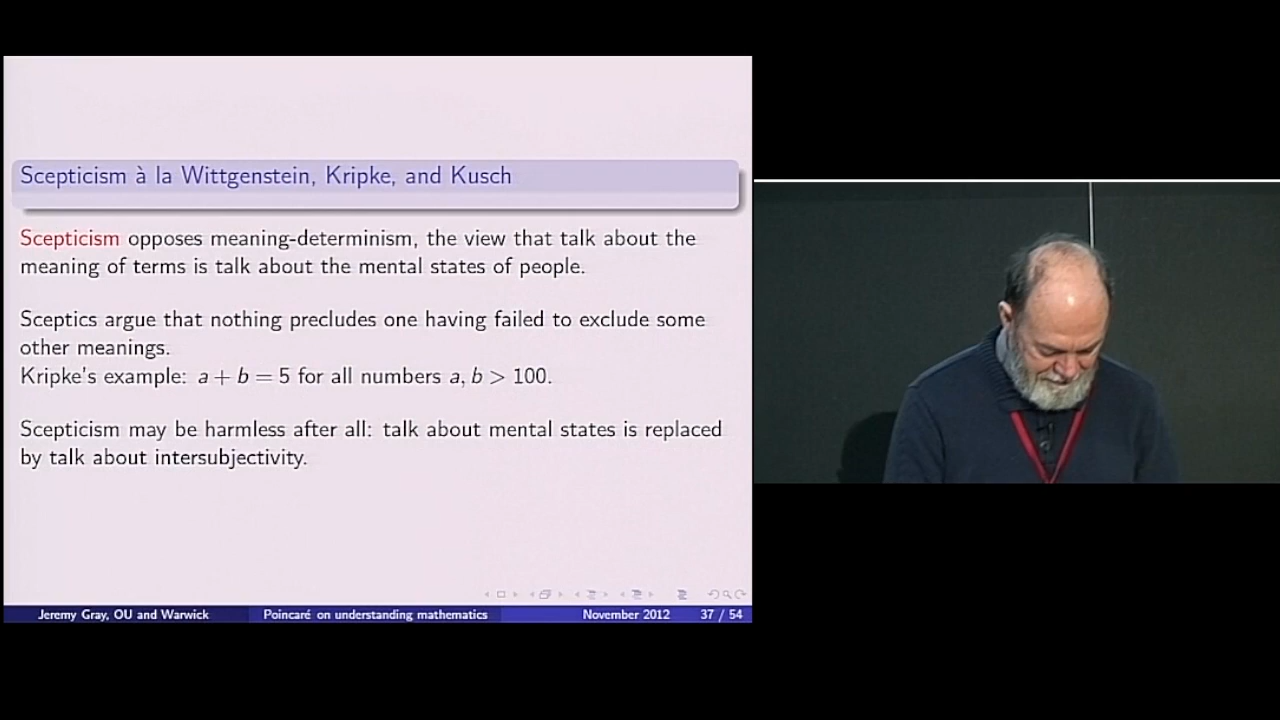 Scepticism à la Wittgenstein, Kripke, and Kusch
Scepticism opposes meaning-determinism, the view that talk about the
meaning of terms is talk about the mental states of people.
Sceptics argue that nothing precludes one having failed to exclude some
other meanings.
Kripke's example: a + b = 5 for all numbers a, b > 100.
Scepticism may be harmless after all: talk about mental states is replaced
by talk about intersubjectivity.
Jeremy Gray, OU and Warwick Poincaré on understanding mathematics November 2012 37 / 54